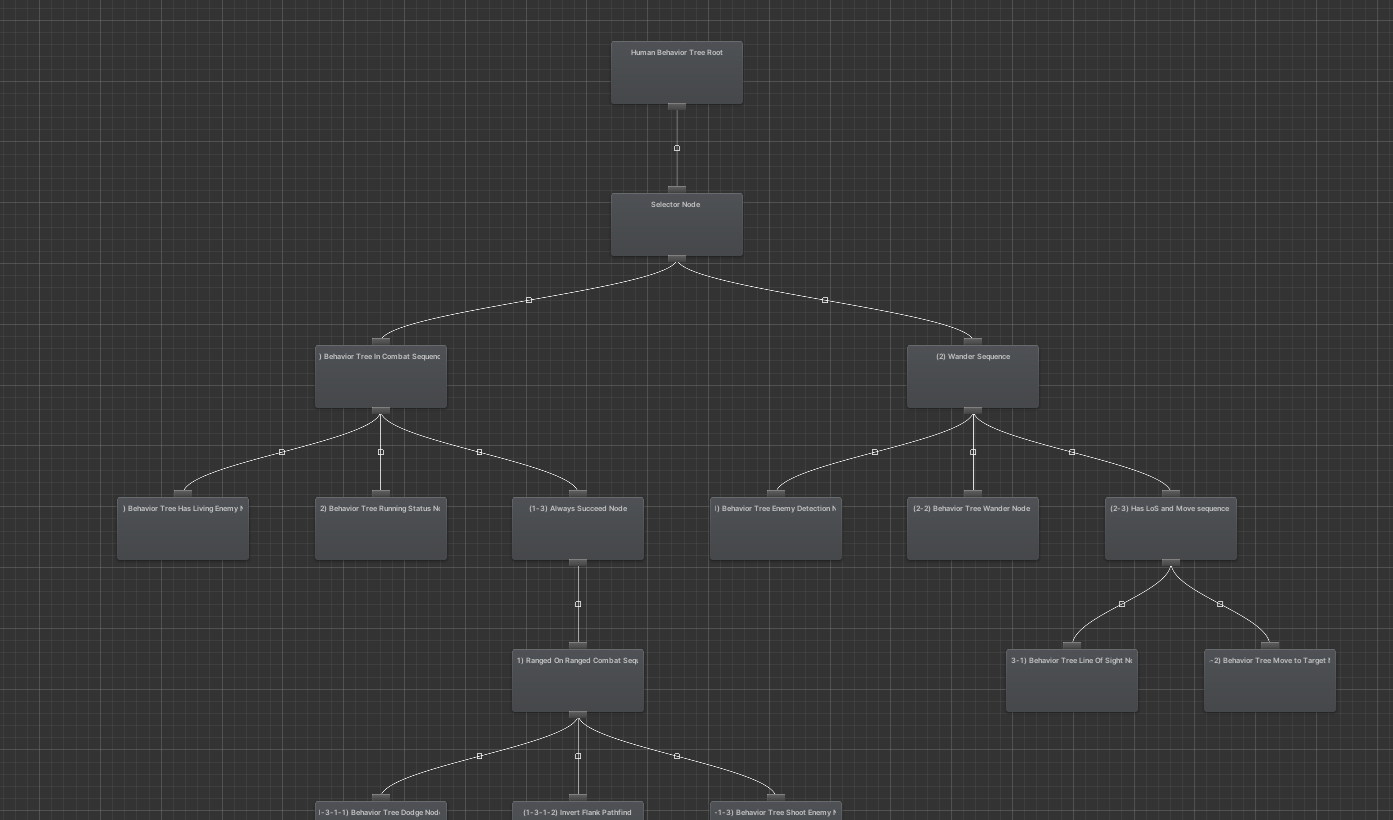 Human Behavior Tree Root
Selector Node
) Behavior Tree In Combat Sequenc
(2) Wander Sequence
) Behavior Tree Has Living Enemy
2) Behavior Tree Running Status No
(1-3) Always Succeed Node
) Behavior Tree Enemy Detection
(2-2) Behavior Tree Wander Node
(2-3) Has LoS and Move sequence
1) Ranged On Ranged Combat Sequ
3-1) Behavior Tree Line Of Sight No
-2) Behavior Tree Move to Target
-3-1-1) Behavior Tree Dodge Node
(1-3-1-2) Invert Flank Pathfind
-1-3) Behavior Tree Shoot Enemy